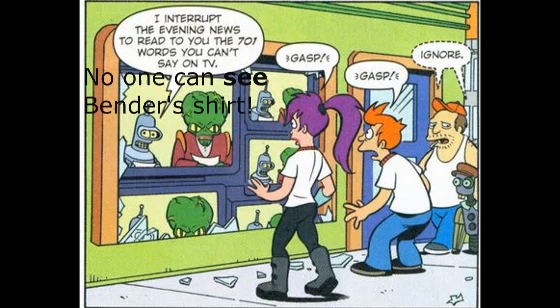 I INTERRUPT
THE EVENING NEWS
TO READ TO YOU THE 701
WORDS YOU CAN'T
SAY ON TV.
No one can see
Bender's shirt!
GASP!
GASP!
IGNORE.